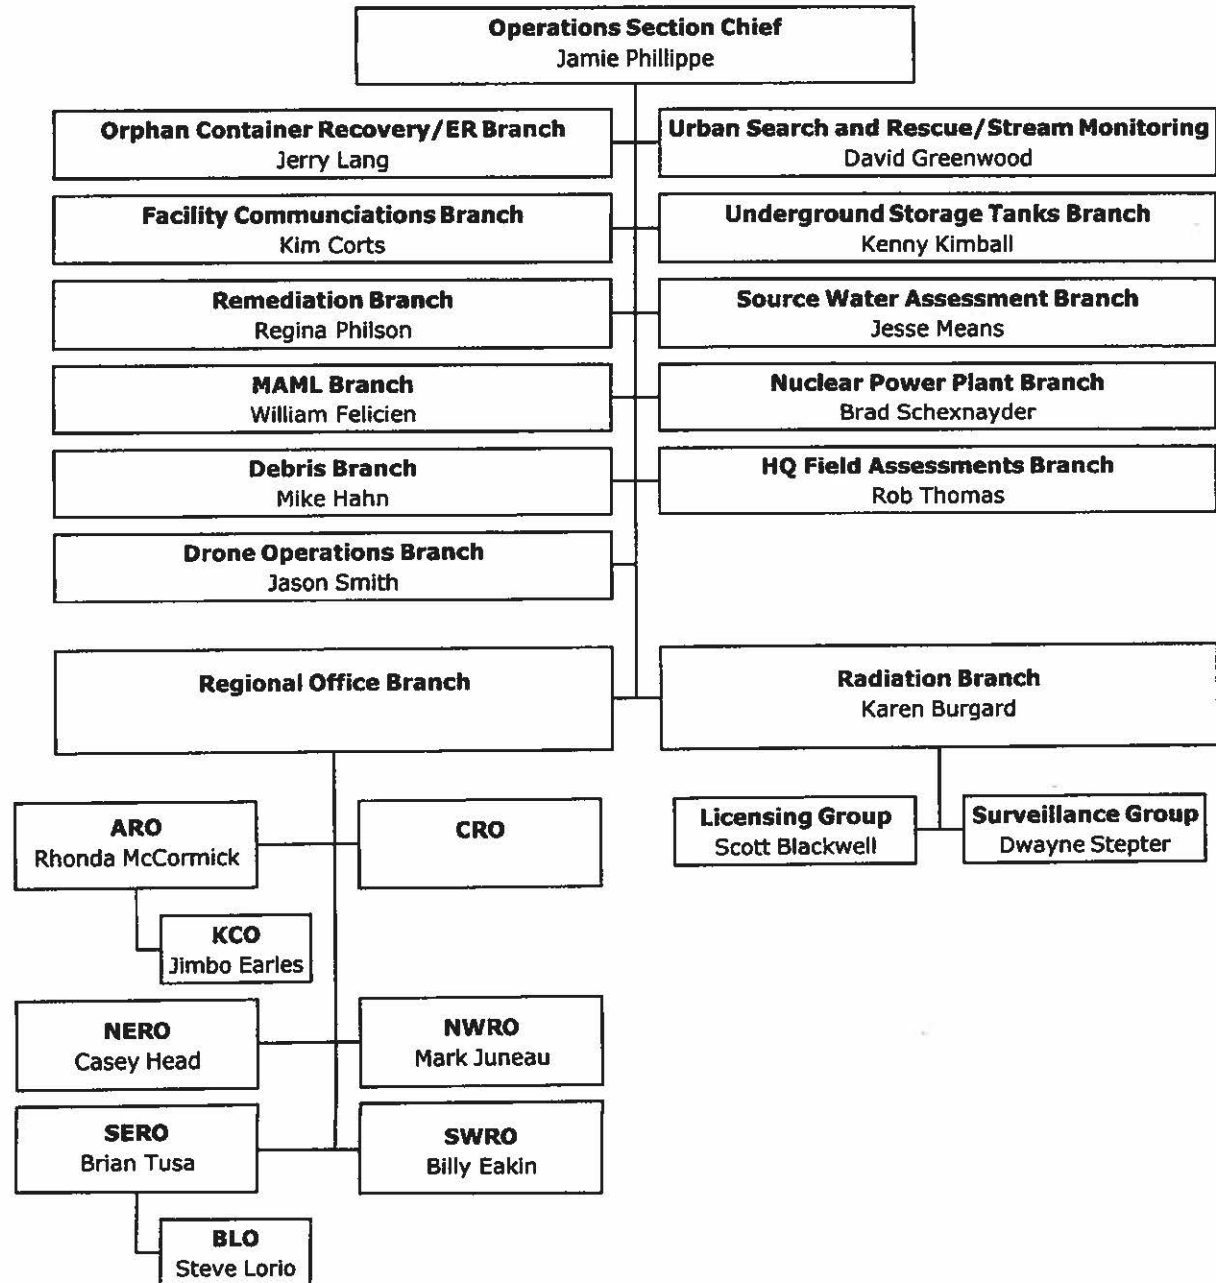 Operations Section Chief
Jamie Phillippe
Orphan Container Recovery/ER Branch
Jerry Lang
Urban Search and Rescue/Stream Monitoring
David Greenwood
Facility Communciations Branch
Kim Corts
Underground Storage Tanks Branch
Kenny Kimball
Remediation Branch
Regina Philson
Source Water Assessment Branch
Jesse Means
MAML Branch
William Felicien
Nuclear Power Plant Branch
Brad Schexnayder
Debris Branch
Mike Hahn
HQ Field Assessments Branch
Rob Thomas
Drone Operations Branch
Jason Smith
Regional Office Branch
Radiation Branch
Karen Burgard
ARO
Rhonda McCormick
CRO
Licensing Group
Scott Blackwell
Surveillance Group
Dwayne Stepter
KCO
Jimbo Earles
NERO
Casey Head
NWRO
Mark Juneau
SERO
Brian Tusa
SWRO
Billy Eakin
BLO
Steve Lorio